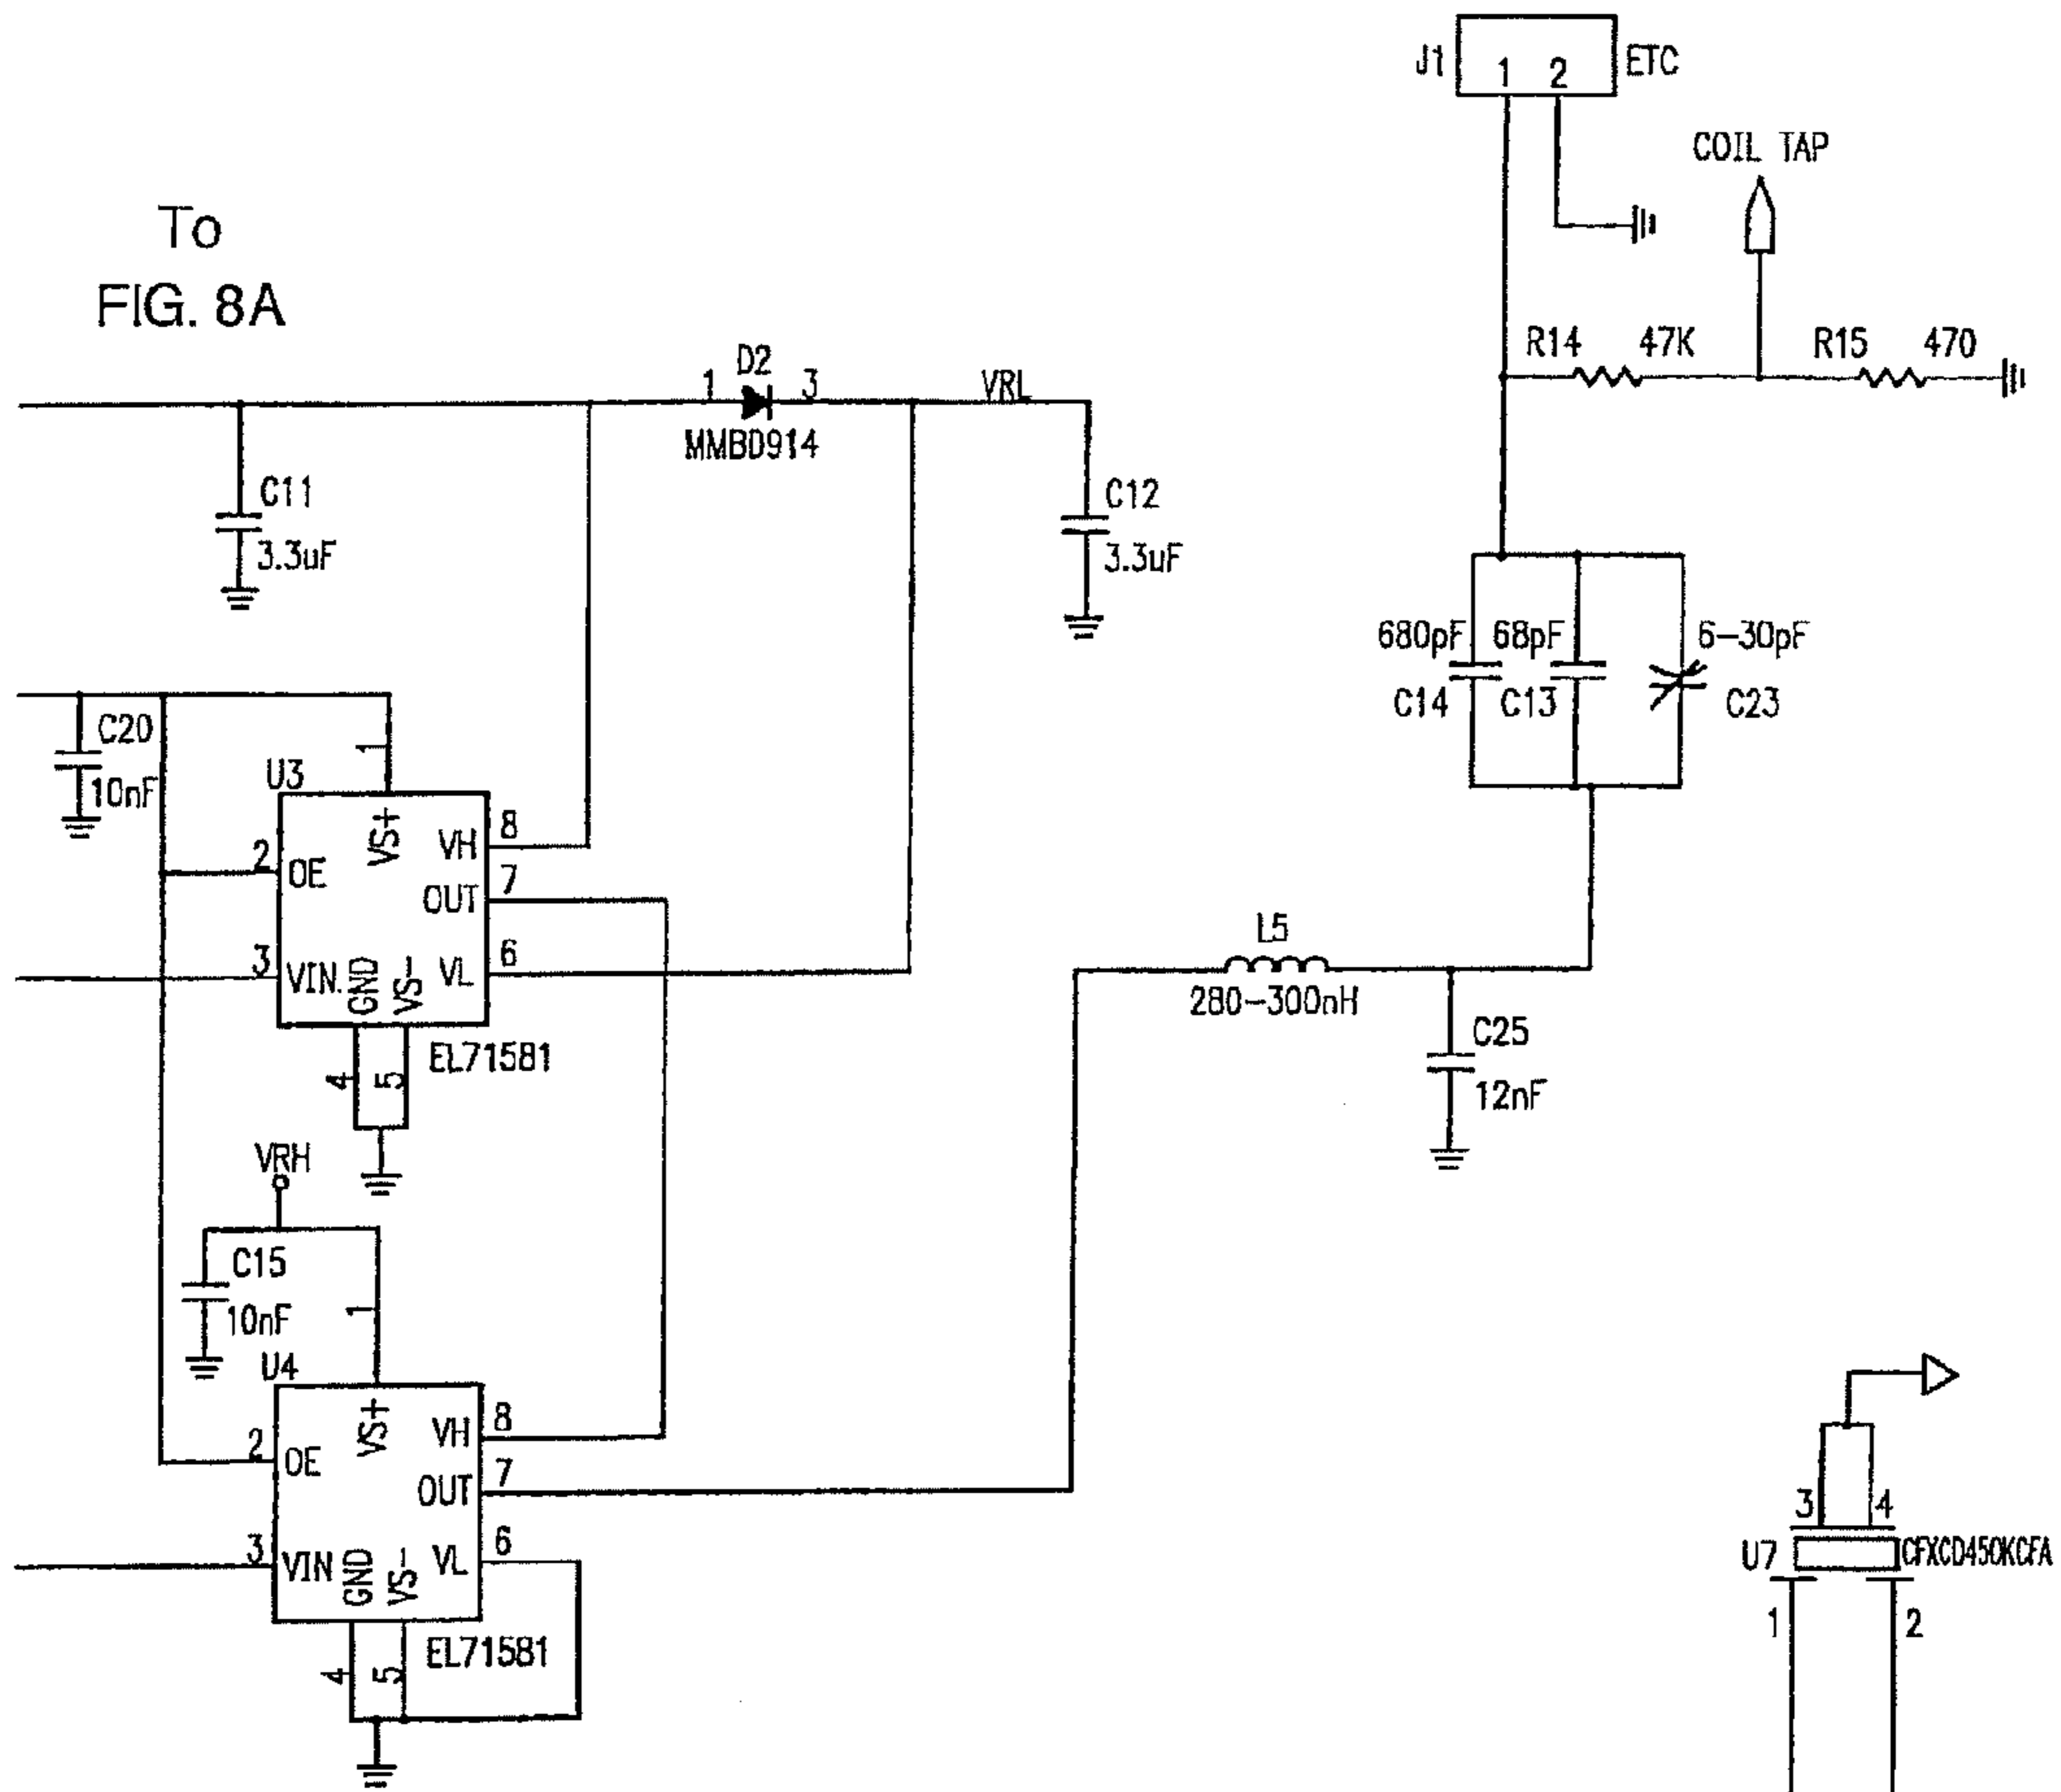 J1 1 2 ETC
COIL TAP
To
FIG. 8A
R14 47K R15 470
D2
1 3 VRL
MMBD914
C11
3.3uF
C12
3.3uF
680pF 68pF 6-30pF
C14 C13 C23
C20
10nF
1
U3
VS+
VH 8
2 OE
OUT 7
3 VIN.
GND
VS-
VL 6
EL71581
4 5
L5
280-300nH
C25
12nF
VRH
C15
10nF
1
U4
VS+
VH 8
2 OE
OUT 7
3 VIN
GND
VS-
VL 6
EL71581
4 5
3 4
U7 CFXCD450KCFA
1 2